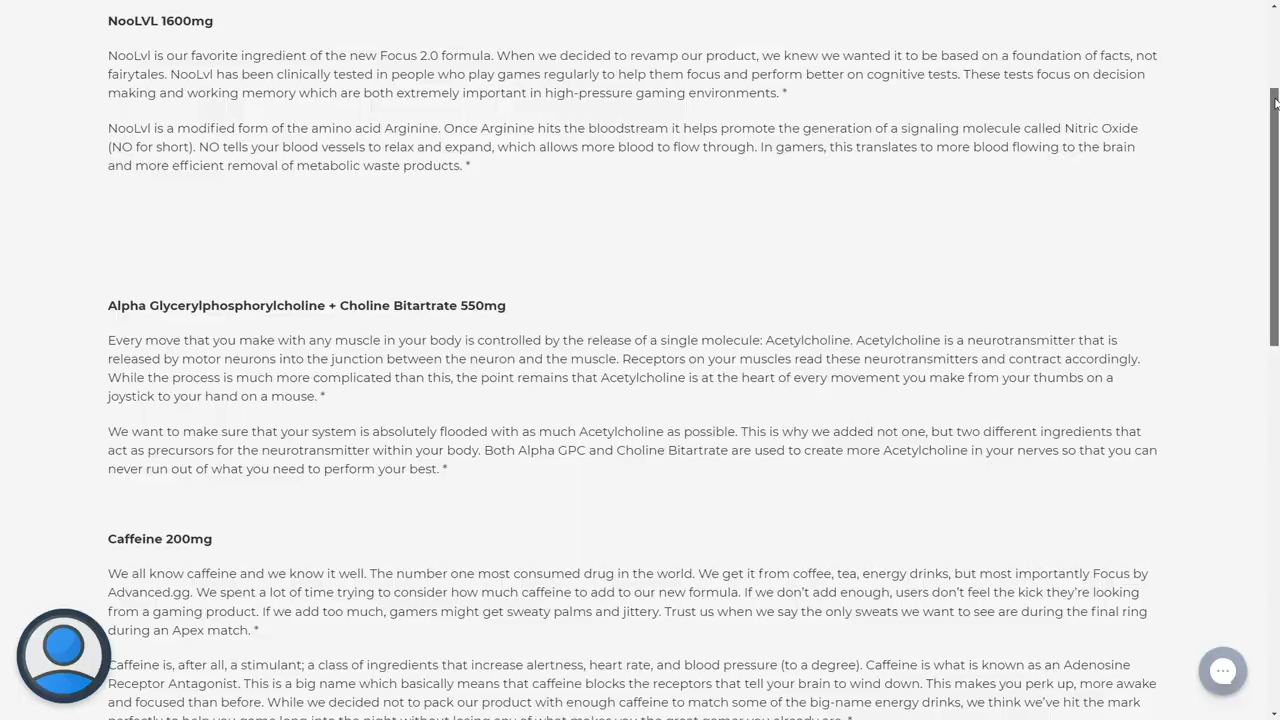 NooLVL 1600mg
NooLvl is our favorite ingredient of the new Focus 2.0 formula. When we decided to revamp our product, we knew we wanted it to be based on a foundation of facts, not
fairytales. NooLvl has been clinically tested in people who play games regularly to help them focus and perform better on cognitive tests. These tests focus on decision
making and working memory which are both extremely important in high-pressure gaming environments. *
NooLvl is a modified form of the amino acid Arginine. Once Arginine hits the bloodstream it helps promote the generation of a signaling molecule called Nitric Oxide
(NO for short). NO tells your blood vessels to relax and expand, which allows more blood to flow through. In gamers, this translates to more blood flowing to the brain
and more efficient removal of metabolic waste products. *
Alpha Glycerylphosphorylcholine + Choline Bitartrate 550mg
Every move that you make with any muscle in your body is controlled by the release of a single molecule: Acetylcholine. Acetylcholine is a neurotransmitter that is
released by motor neurons into the junction between the neuron and the muscle. Receptors on your muscles read these neurotransmitters and contract accordingly.
While the process is much more complicated than this, the point remains that Acetylcholine is at the heart of every movement you make from your thumbs on a
joystick to your hand on a mouse. *
We want to make sure that your system is absolutely flooded with as much Acetylcholine as possible. This is why we added not one, but two different ingredients that
act as precursors for the neurotransmitter within your body. Both Alpha GPC and Choline Bitartrate are used to create more Acetylcholine in your nerves so that you can
never run out of what you need to perform your best. *
Caffeine 200mg
We all know caffeine and we know it well. The number one most consumed drug in the world. We get it from coffee, tea, energy drinks, but most importantly Focus by
Advanced.gg. We spent a lot of time trying to consider how much caffeine to add to our new formula. If we don't add enough, users don't feel the kick they're looking
from a gaming product. If we add too much, gamers might get sweaty palms and jittery. Trust us when we say the only sweats we want to see are during the final ring
during an Apex match. *
Caffeine is, after all, a stimulant; a class of ingredients that increase alertness, heart rate, and blood pressure (to a degree). Caffeine is what is known as an Adenosine
Receptor Antagonist. This is a big name which basically means that caffeine blocks the receptors that tell your brain to wind down. This makes you perk up, more awake
and focused than before. While we decided not to pack our product with enough caffeine to match some of the big-name energy drinks, we think we've hit the mark
perfectly to help you game long into the night without losing any of what makes you the great gamer you already are. *